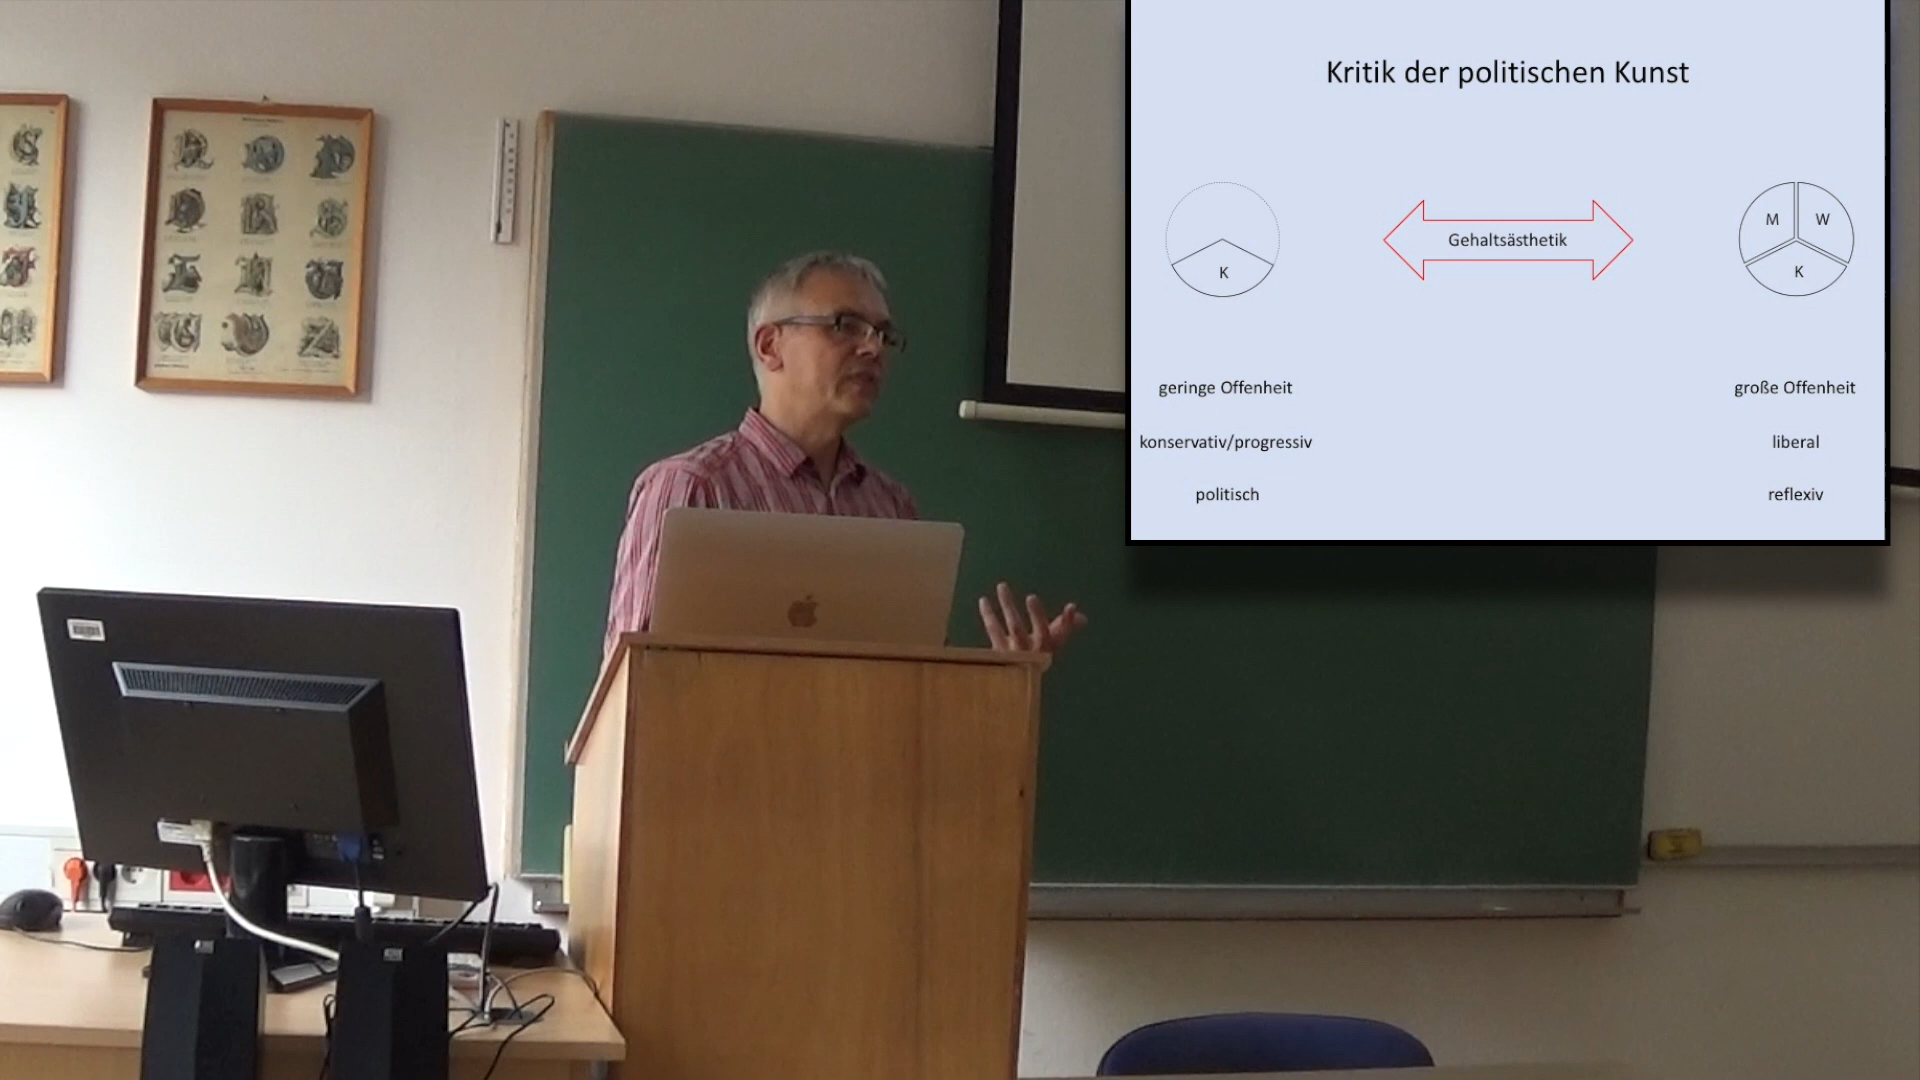 Kritik der politischen Kunst
K
Gehaltsästhetik
M W
K
geringe Offenheit
große Offenheit
konservativ/progressiv
liberal
politisch
reflexiv